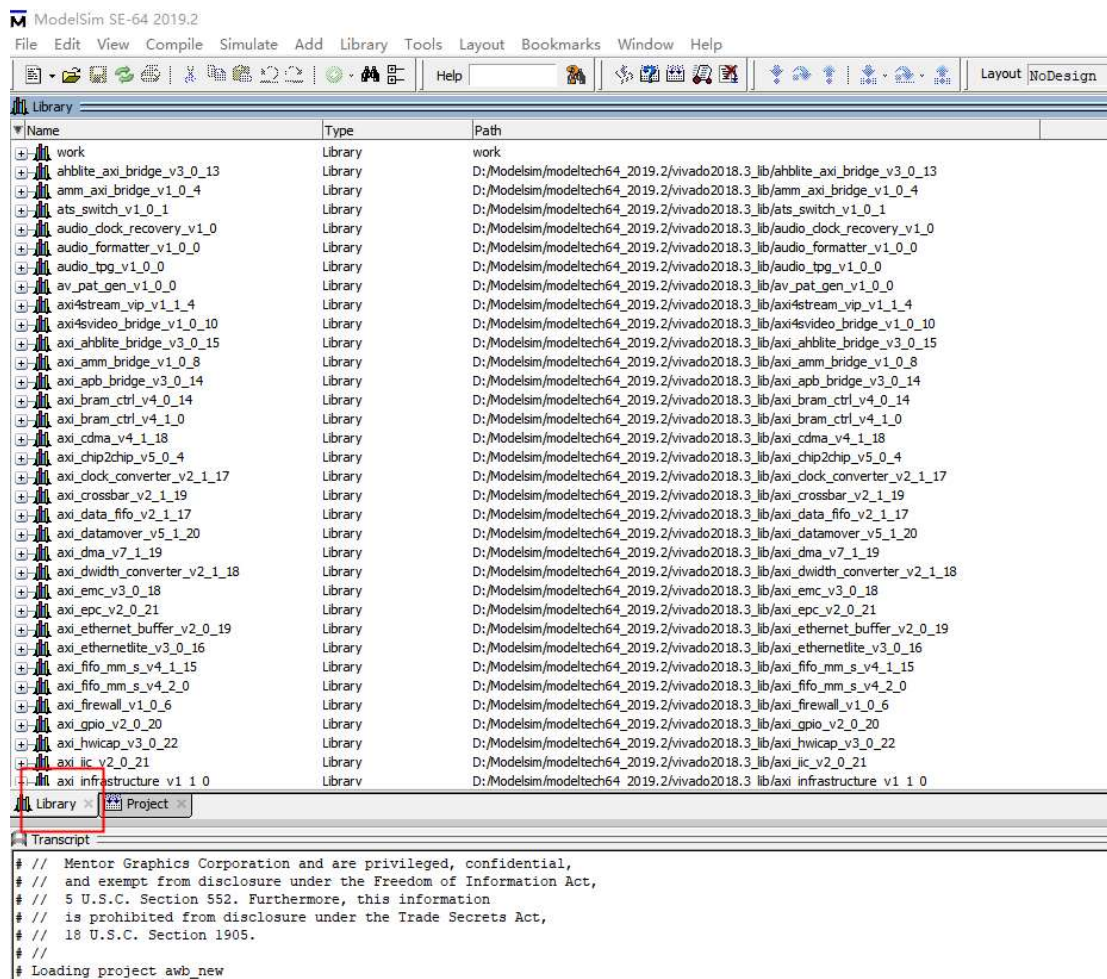 ModelSim SE-64 2019.2
File Edit View Compile Simulate Add Library Tools Layout Bookmarks Window Help
Help Layout NoDesign
Library
Name Type Path
work Library work
ahblite_axi_bridge_v3_0_13 Library D:/Modelsim/modeltech64_2019.2/vivado2018.3_lib/ahblite_axi_bridge_v3_0_13
amm_axi_bridge_v1_0_4 Library D:/Modelsim/modeltech64_2019.2/vivado2018.3_lib/amm_axi_bridge_v1_0_4
ats_switch_v1_0_1 Library D:/Modelsim/modeltech64_2019.2/vivado2018.3_lib/ats_switch_v1_0_1
audio_clock_recovery_v1_0 Library D:/Modelsim/modeltech64_2019.2/vivado2018.3_lib/audio_clock_recovery_v1_0
audio_formatter_v1_0_0 Library D:/Modelsim/modeltech64_2019.2/vivado2018.3_lib/audio_formatter_v1_0_0
audio_tpg_v1_0_0 Library D:/Modelsim/modeltech64_2019.2/vivado2018.3_lib/audio_tpg_v1_0_0
av_pat_gen_v1_0_0 Library D:/Modelsim/modeltech64_2019.2/vivado2018.3_lib/av_pat_gen_v1_0_0
axi4stream_vip_v1_1_4 Library D:/Modelsim/modeltech64_2019.2/vivado2018.3_lib/axi4stream_vip_v1_1_4
axi4svideo_bridge_v1_0_10 Library D:/Modelsim/modeltech64_2019.2/vivado2018.3_lib/axi4svideo_bridge_v1_0_10
axi_ahblite_bridge_v3_0_15 Library D:/Modelsim/modeltech64_2019.2/vivado2018.3_lib/axi_ahblite_bridge_v3_0_15
axi_amm_bridge_v1_0_8 Library D:/Modelsim/modeltech64_2019.2/vivado2018.3_lib/axi_amm_bridge_v1_0_8
axi_apb_bridge_v3_0_14 Library D:/Modelsim/modeltech64_2019.2/vivado2018.3_lib/axi_apb_bridge_v3_0_14
axi_bram_ctrl_v4_0_14 Library D:/Modelsim/modeltech64_2019.2/vivado2018.3_lib/axi_bram_ctrl_v4_0_14
axi_bram_ctrl_v4_1_0 Library D:/Modelsim/modeltech64_2019.2/vivado2018.3_lib/axi_bram_ctrl_v4_1_0
axi_cdma_v4_1_18 Library D:/Modelsim/modeltech64_2019.2/vivado2018.3_lib/axi_cdma_v4_1_18
axi_chip2chip_v5_0_4 Library D:/Modelsim/modeltech64_2019.2/vivado2018.3_lib/axi_chip2chip_v5_0_4
axi_clock_converter_v2_1_17 Library D:/Modelsim/modeltech64_2019.2/vivado2018.3_lib/axi_clock_converter_v2_1_17
axi_crossbar_v2_1_19 Library D:/Modelsim/modeltech64_2019.2/vivado2018.3_lib/axi_crossbar_v2_1_19
axi_data_fifo_v2_1_17 Library D:/Modelsim/modeltech64_2019.2/vivado2018.3_lib/axi_data_fifo_v2_1_17
axi_datamover_v5_1_20 Library D:/Modelsim/modeltech64_2019.2/vivado2018.3_lib/axi_datamover_v5_1_20
axi_dma_v7_1_19 Library D:/Modelsim/modeltech64_2019.2/vivado2018.3_lib/axi_dma_v7_1_19
axi_dwidth_converter_v2_1_18 Library D:/Modelsim/modeltech64_2019.2/vivado2018.3_lib/axi_dwidth_converter_v2_1_18
axi_emc_v3_0_18 Library D:/Modelsim/modeltech64_2019.2/vivado2018.3_lib/axi_emc_v3_0_18
axi_epc_v2_0_21 Library D:/Modelsim/modeltech64_2019.2/vivado2018.3_lib/axi_epc_v2_0_21
axi_ethernet_buffer_v2_0_19 Library D:/Modelsim/modeltech64_2019.2/vivado2018.3_lib/axi_ethernet_buffer_v2_0_19
axi_ethernetlite_v3_0_16 Library D:/Modelsim/modeltech64_2019.2/vivado2018.3_lib/axi_ethernetlite_v3_0_16
axi_fifo_mm_s_v4_1_15 Library D:/Modelsim/modeltech64_2019.2/vivado2018.3_lib/axi_fifo_mm_s_v4_1_15
axi_fifo_mm_s_v4_2_0 Library D:/Modelsim/modeltech64_2019.2/vivado2018.3_lib/axi_fifo_mm_s_v4_2_0
axi_firewall_v1_0_6 Library D:/Modelsim/modeltech64_2019.2/vivado2018.3_lib/axi_firewall_v1_0_6
axi_gpio_v2_0_20 Library D:/Modelsim/modeltech64_2019.2/vivado2018.3_lib/axi_gpio_v2_0_20
axi_hwicap_v3_0_22 Library D:/Modelsim/modeltech64_2019.2/vivado2018.3_lib/axi_hwicap_v3_0_22
axi_iic_v2_0_21 Library D:/Modelsim/modeltech64_2019.2/vivado2018.3_lib/axi_iic_v2_0_21
axi_infrastructure_v1_1_0 Library D:/Modelsim/modeltech64_2019.2/vivado2018.3_lib/axi_infrastructure_v1_1_0
Library Project
Transcript
# // Mentor Graphics Corporation and are privileged, confidential,
# // and exempt from disclosure under the Freedom of Information Act,
# // 5 U.S.C. Section 552. Furthermore, this information
# // is prohibited from disclosure under the Trade Secrets Act,
# // 18 U.S.C. Section 1905.
# //
# Loading project awb_new